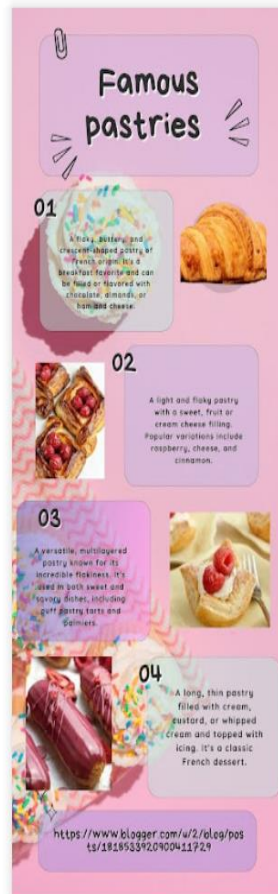 Famous
pastries
01
A flaky, buttery, and
crescent-shaped pastry of
French origin. It's a
breakfast favorite and can
be filled or flavored with
chocolate, almonds, or
ham and cheese.
02
A light and flaky pastry
with a sweet, fruit or
cream cheese filling.
Popular variations include
raspberry, cheese, and
cinnamon.
03
A versatile, multilayered
pastry known for its
incredible flakiness. It's
used in both sweet and
savory dishes, including
puff pastry tarts and
palmiers.
04
A long, thin pastry
filled with cream,
custard, or whipped
cream and topped with
icing. It's a classic
French dessert.
https://www.blogger.com/u/2/blog/pos
ts/181853392090041172​9